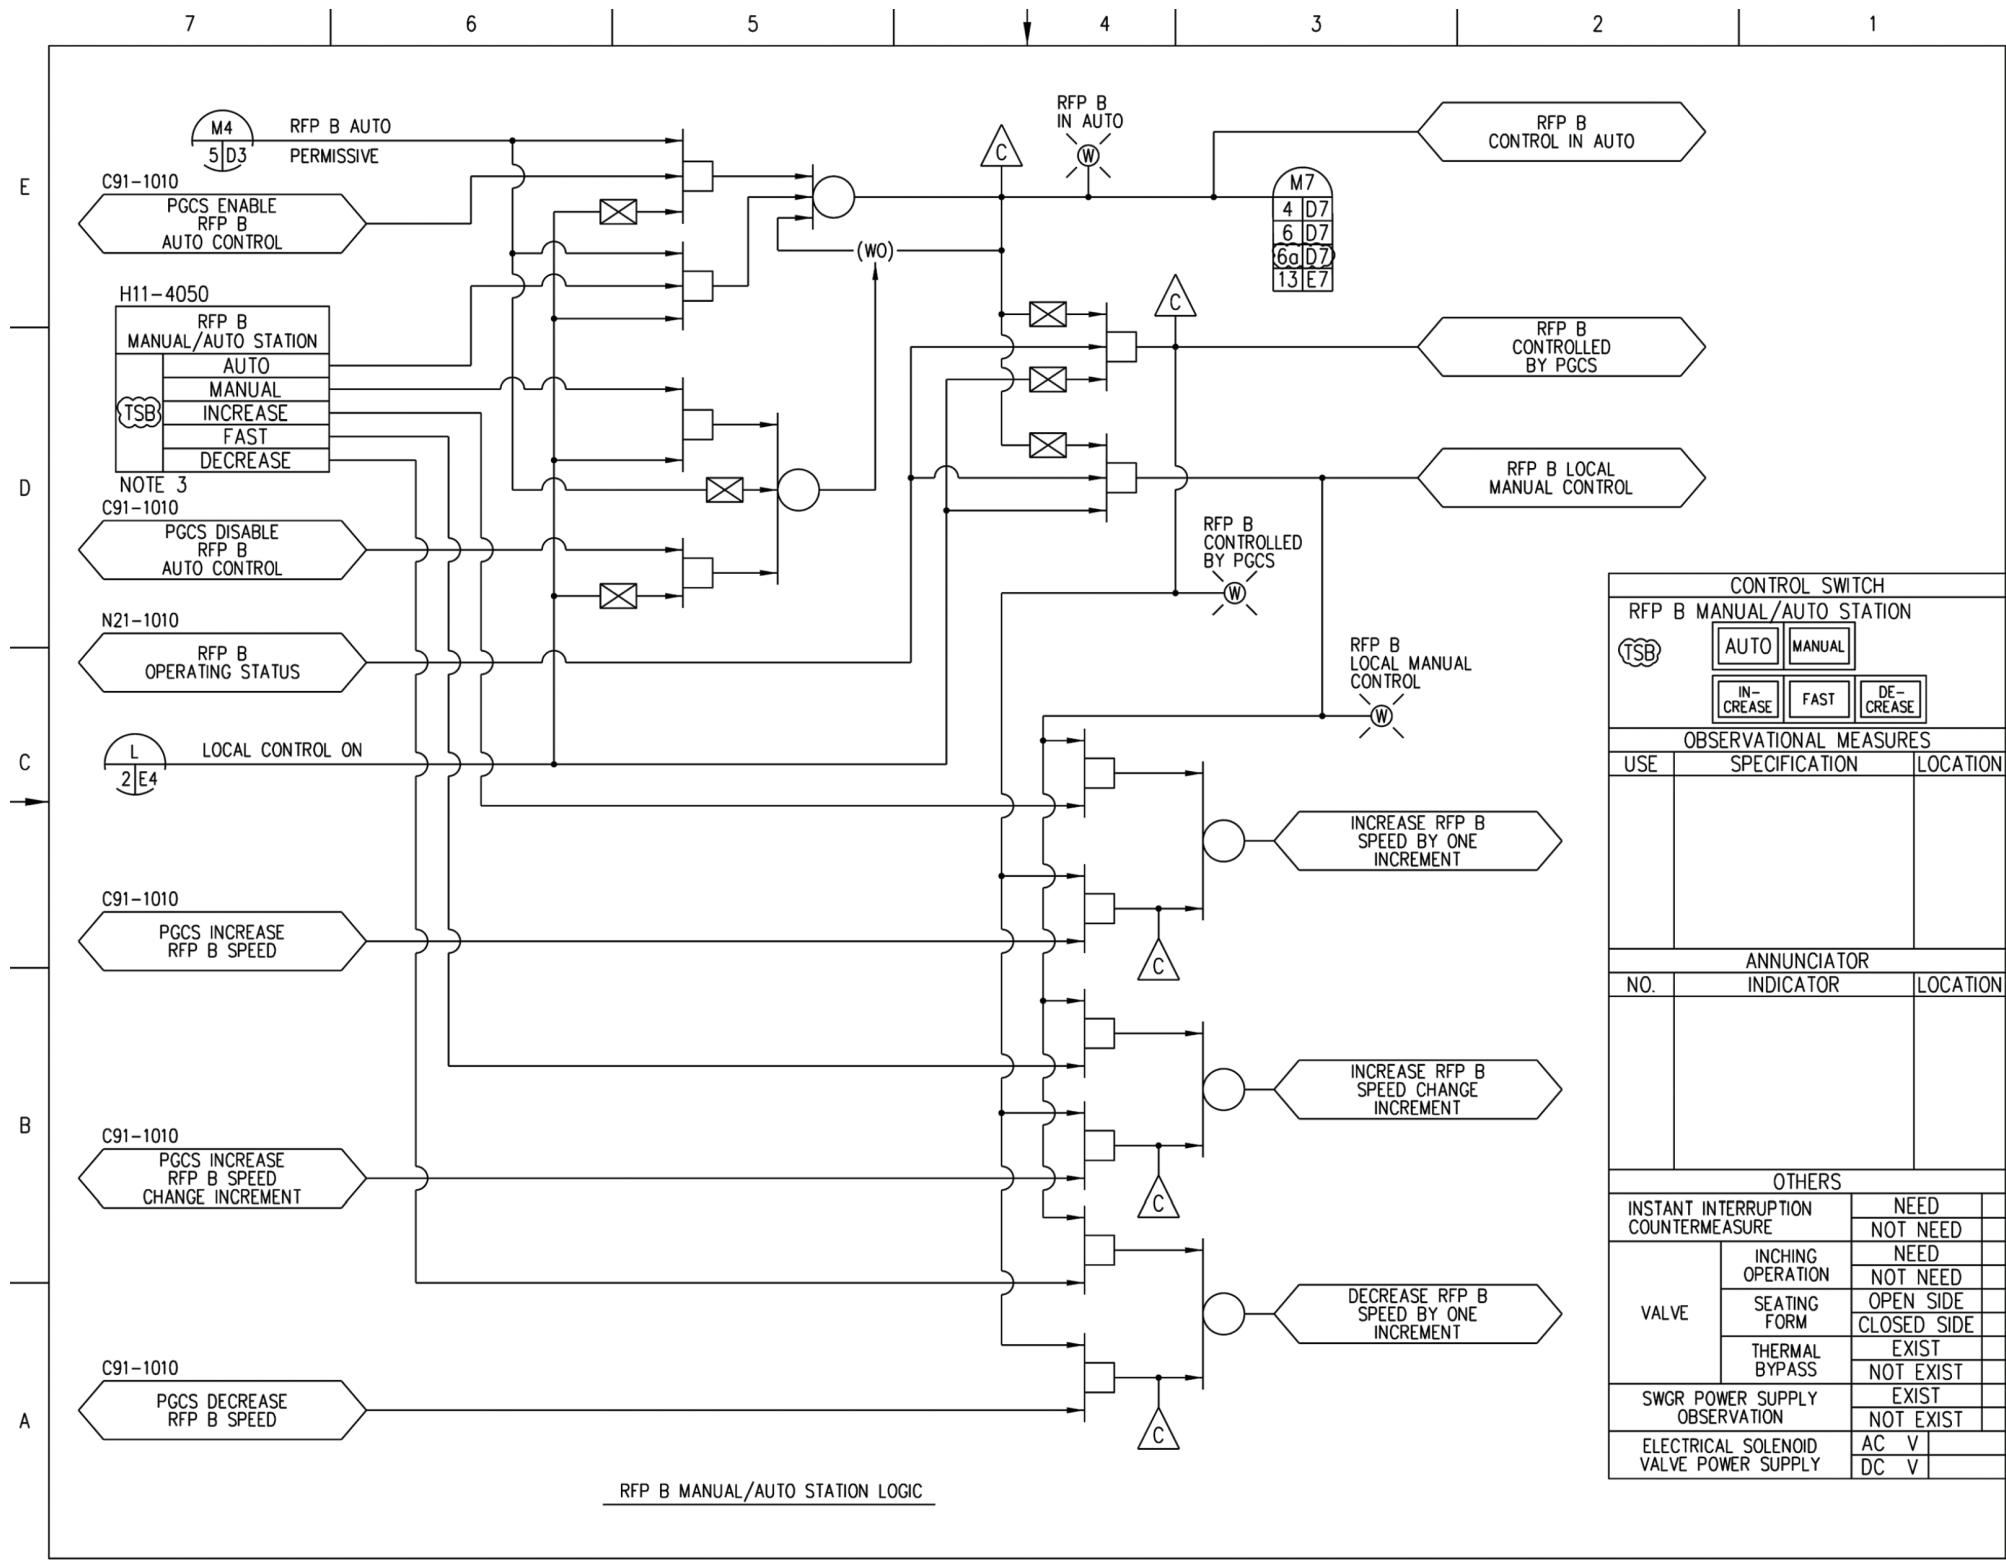 7 6 5 4 3 2 1
E
D
C
B
A
M4
5 D3
RFP B AUTO
PERMISSIVE
C91-1010
PGCS ENABLE
RFP B
AUTO CONTROL
H11-4050
RFP B
MANUAL/AUTO STATION
TSB
AUTO
MANUAL
INCREASE
FAST
DECREASE
NOTE 3
C91-1010
PGCS DISABLE
RFP B
AUTO CONTROL
N21-1010
RFP B
OPERATING STATUS
L
2 E4
LOCAL CONTROL ON
C91-1010
PGCS INCREASE
RFP B SPEED
C91-1010
PGCS INCREASE
RFP B SPEED
CHANGE INCREMENT
C91-1010
PGCS DECREASE
RFP B SPEED
(WO)
C
RFP B
IN AUTO
W
M7
4 D7
6 D7
6a D7
13 E7
RFP B
CONTROL IN AUTO
C
RFP B
CONTROLLED
BY PGCS
RFP B LOCAL
MANUAL CONTROL
RFP B
CONTROLLED
BY PGCS
W
RFP B
LOCAL MANUAL
CONTROL
W
INCREASE RFP B
SPEED BY ONE
INCREMENT
C
INCREASE RFP B
SPEED CHANGE
INCREMENT
C
DECREASE RFP B
SPEED BY ONE
INCREMENT
C
CONTROL SWITCH
RFP B MANUAL/AUTO STATION
TSB
AUTO MANUAL
IN-
CREASE
FAST
DE-
CREASE
OBSERVATIONAL MEASURES
USE SPECIFICATION LOCATION
ANNUNCIATOR
NO. INDICATOR LOCATION
OTHERS
INSTANT INTERRUPTION
COUNTERMEASURE
NEED
NOT NEED
VALVE
INCHING
OPERATION
NEED
NOT NEED
SEATING
FORM
OPEN SIDE
CLOSED SIDE
THERMAL
BYPASS
EXIST
NOT EXIST
SWGR POWER SUPPLY
OBSERVATION
EXIST
NOT EXIST
ELECTRICAL SOLENOID
VALVE POWER SUPPLY
AC V
DC V
RFP B MANUAL/AUTO STATION LOGIC